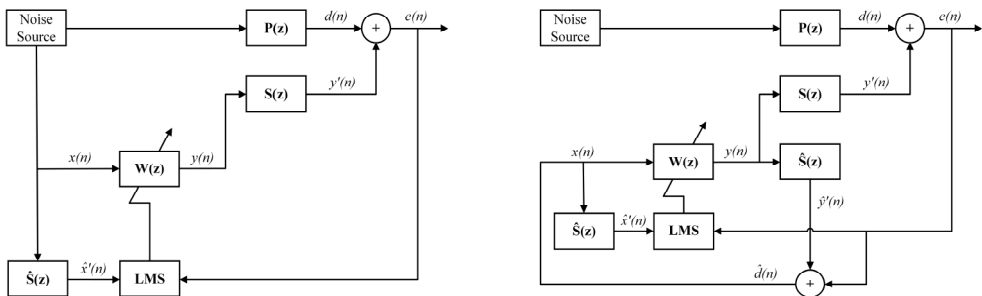 Noise
Source
P(z)
d(n)
+
e(n)
S(z)
y'(n)
x(n)
W(z)
y(n)
Ŝ(z)
x̂'(n)
LMS
Noise
Source
P(z)
d(n)
+
e(n)
S(z)
y'(n)
x(n)
W(z)
y(n)
Ŝ(z)
ŷ'(n)
Ŝ(z)
x̂'(n)
LMS
d̂(n)
+